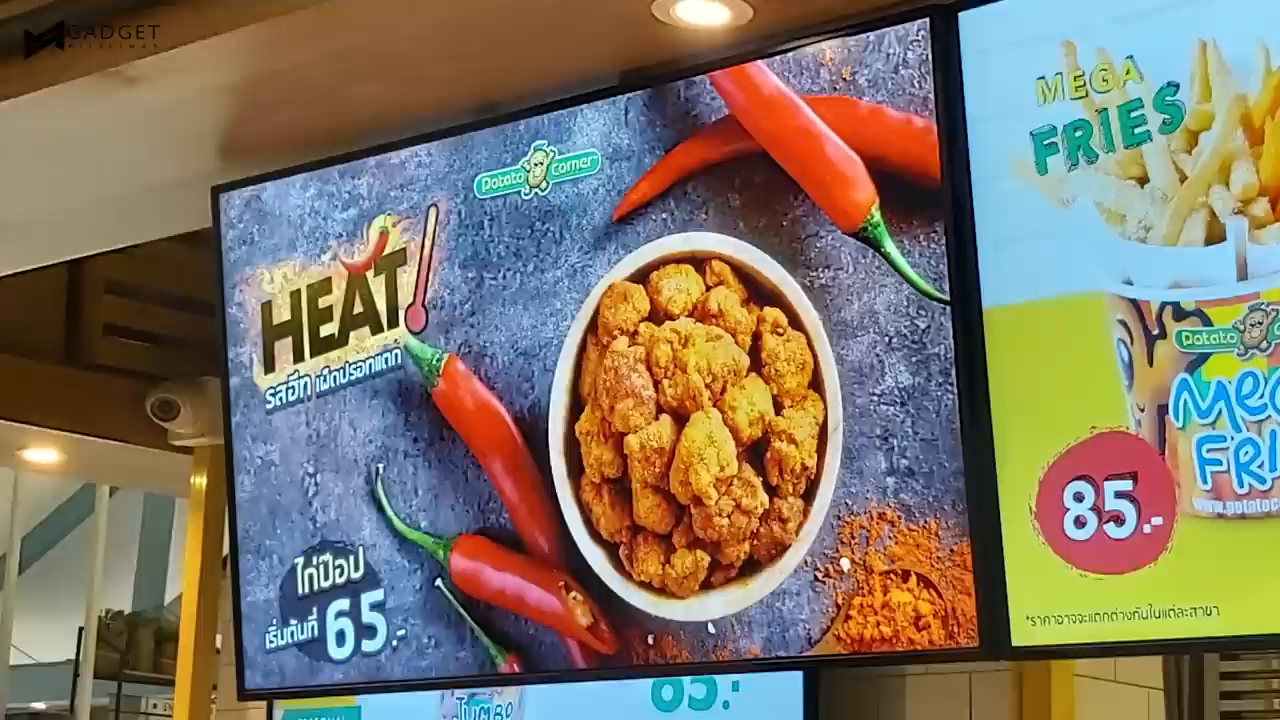 GADGET
PILIPINAS
Potato Corner
HEAT!
รสฮีท เผ็ดปรอทแตก
ไก่ป๊อป
เริ่มต้นที่ 65.-
MEGA
FRIES
Potato
85.-
*ราคาอาจจะแตกต่างกันในแต่ละสาขา
JUMBO